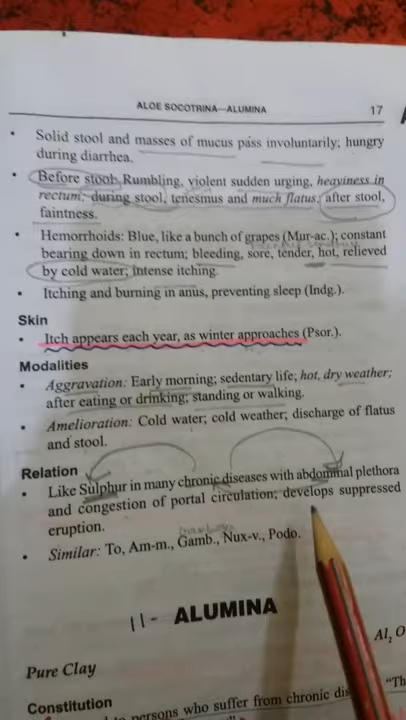 ALOE SOCOTRINA—ALUMINA 17
• Solid stool and masses of mucus pass involuntarily; hungry
during diarrhea.
• Before stool: Rumbling, violent sudden urging, heaviness in
rectum; during stool, tenesmus and much flatus; after stool,
faintness.
• Hemorrhoids: Blue, like a bunch of grapes (Mur-ac.); constant
bearing down in rectum; bleeding, sore, tender, hot, relieved
by cold water; intense itching.
• Itching and burning in anus, preventing sleep (Indg.).
Skin
• Itch appears each year, as winter approaches (Psor.).
Modalities
• Aggravation: Early morning; sedentary life; hot, dry weather;
after eating or drinking; standing or walking.
• Amelioration: Cold water; cold weather; discharge of flatus
and stool.
Relation
• Like Sulphur in many chronic diseases with abdominal plethora
and congestion of portal circulation; develops suppressed
eruption.
• Similar: To, Am-m., Gamb., Nux-v., Podo.
11- ALUMINA
Al₂ O
Pure Clay
Constitution "Th
persons who suffer from chronic dis